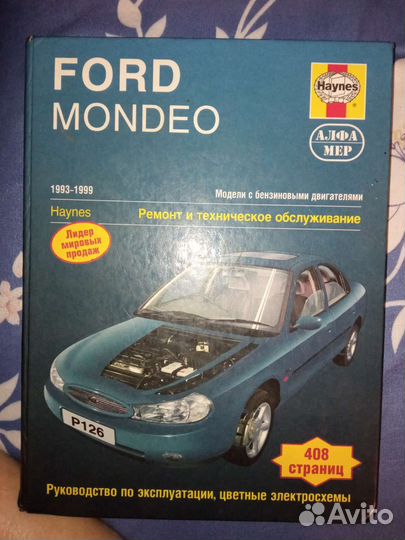 FORD
MONDEO
Haynes
АЛФА
МЕР
1993-1999
Модели с бензиновыми двигателями
Haynes
Ремонт и техническое обслуживание
Лидер
мировых
продаж
P126
408
страниц
Руководство по эксплуатации, цветные электросхемы
Avito